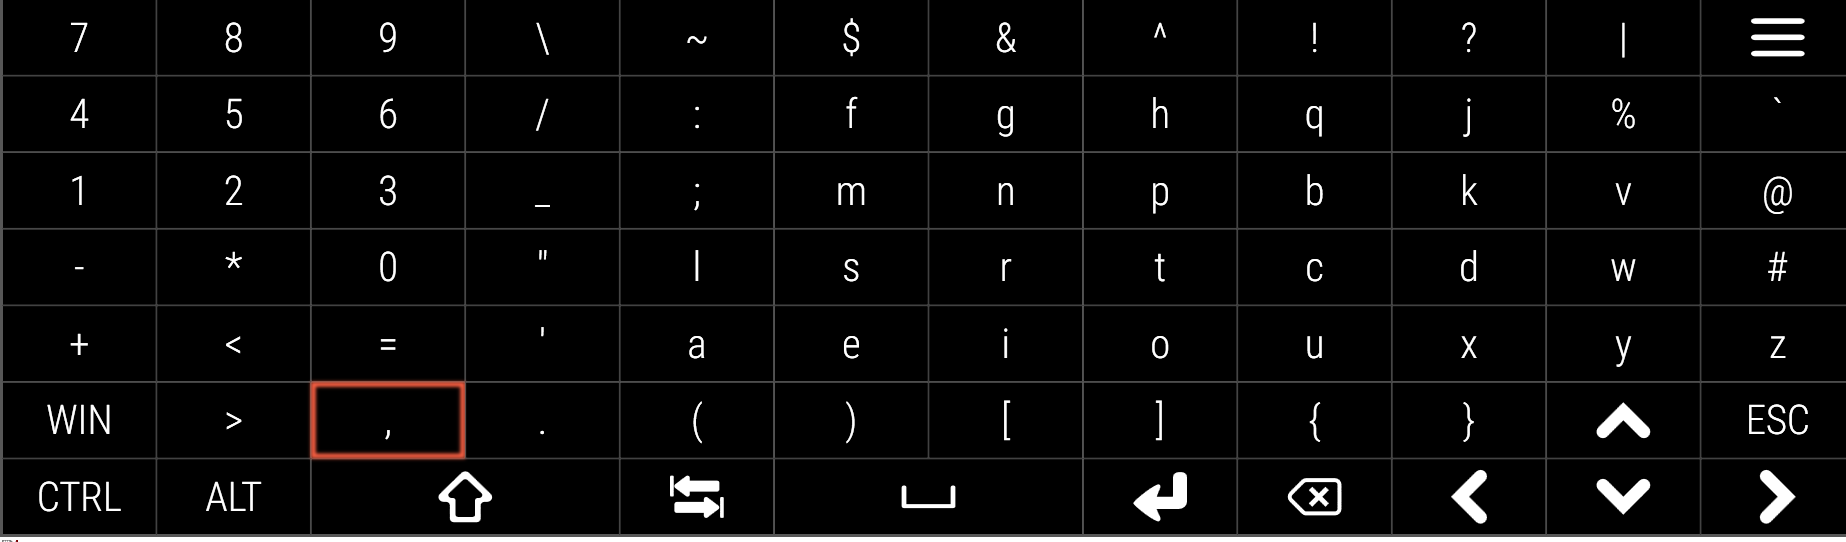 7 8 9 \ ~ $ & ^ ! ? |
4 5 6 / : f g h q j % `
1 2 3 _ ; m n p b k v @
- * 0 " l s r t c d w #
+ < = ' a e i o u x y z
WIN > , . ( ) [ ] { } ESC
CTRL ALT